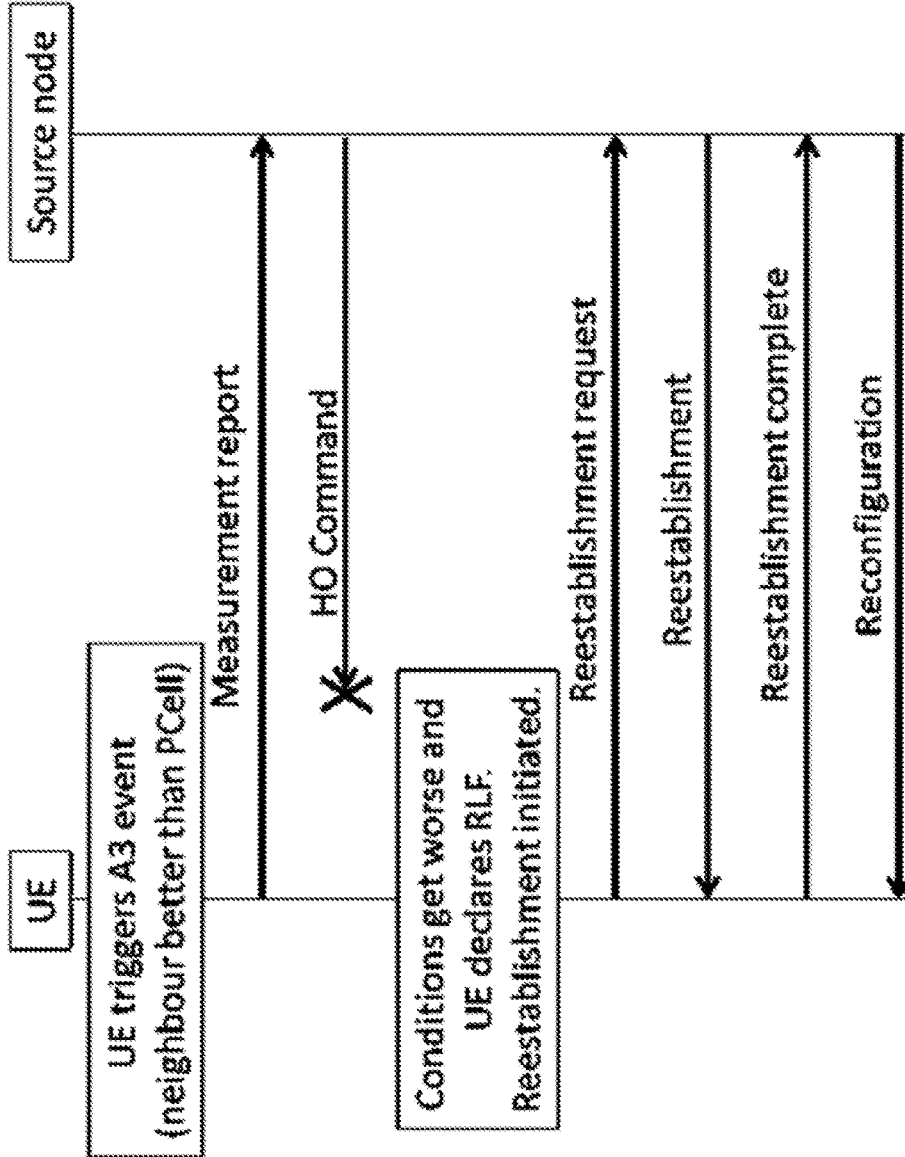 UE
Source node
UE triggers A3 event
(neighbour better than PCell)
Measurement report
HO Command
Conditions get worse and
UE declares RLF.
Reestablishment initiated.
Reestablishment request
Reestablishment
Reestablishment complete
Reconfiguration